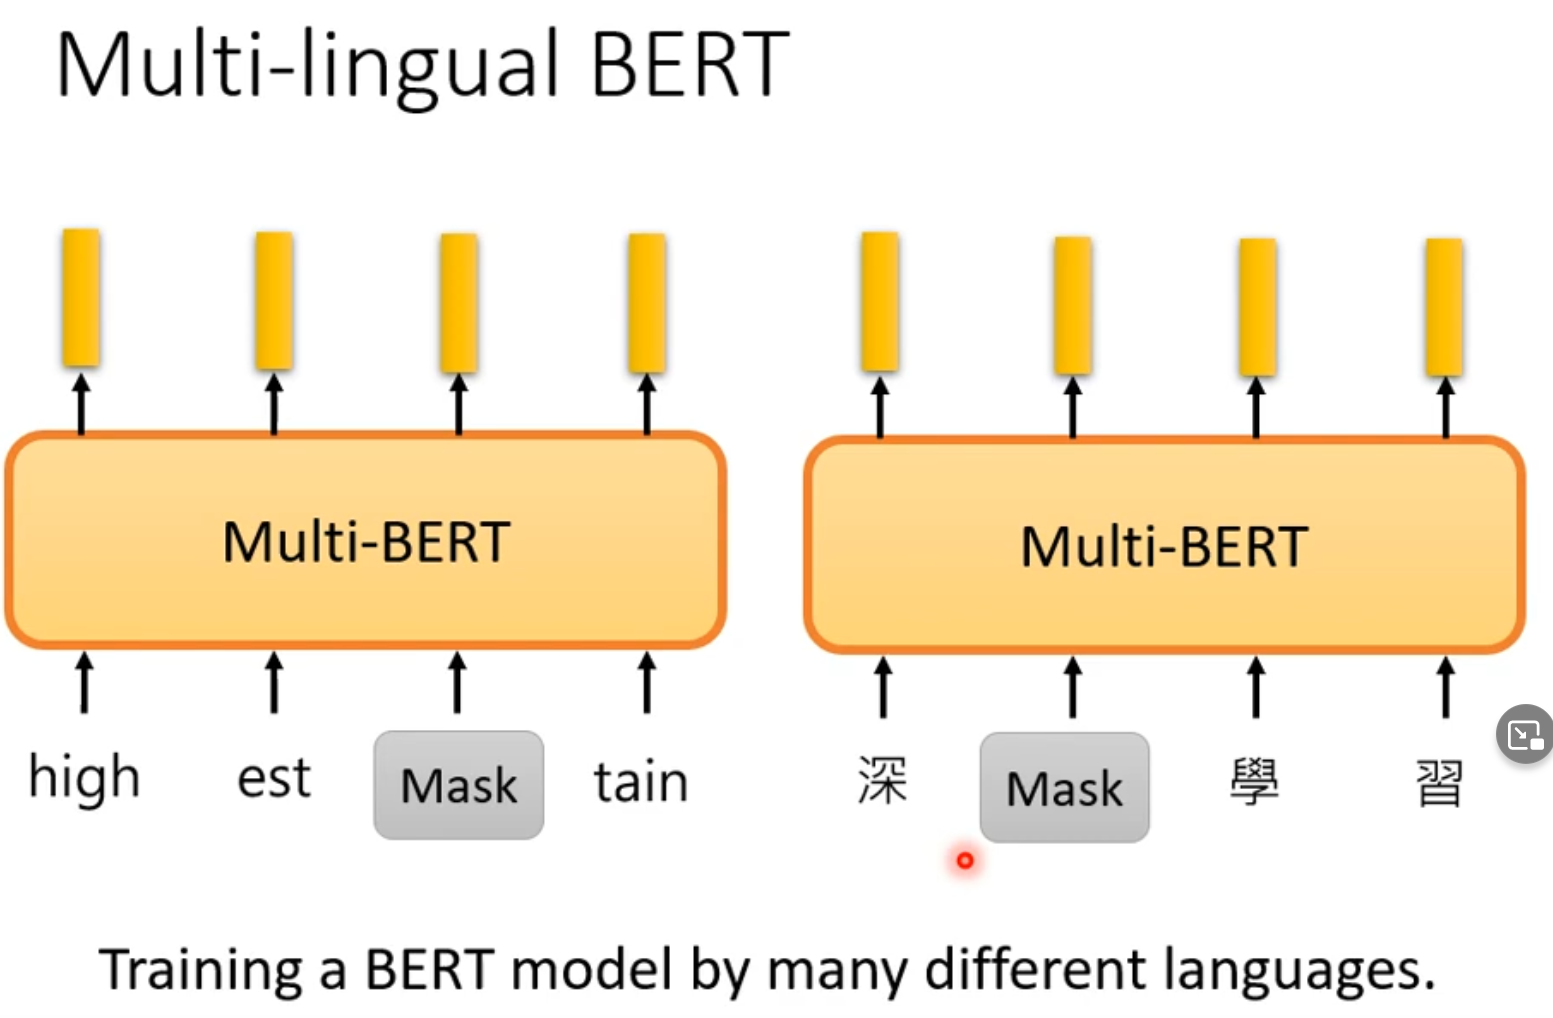 Multi-lingual BERT
Multi-BERT
Multi-BERT
high est Mask tain
深 Mask 學 習
Training a BERT model by many different languages.